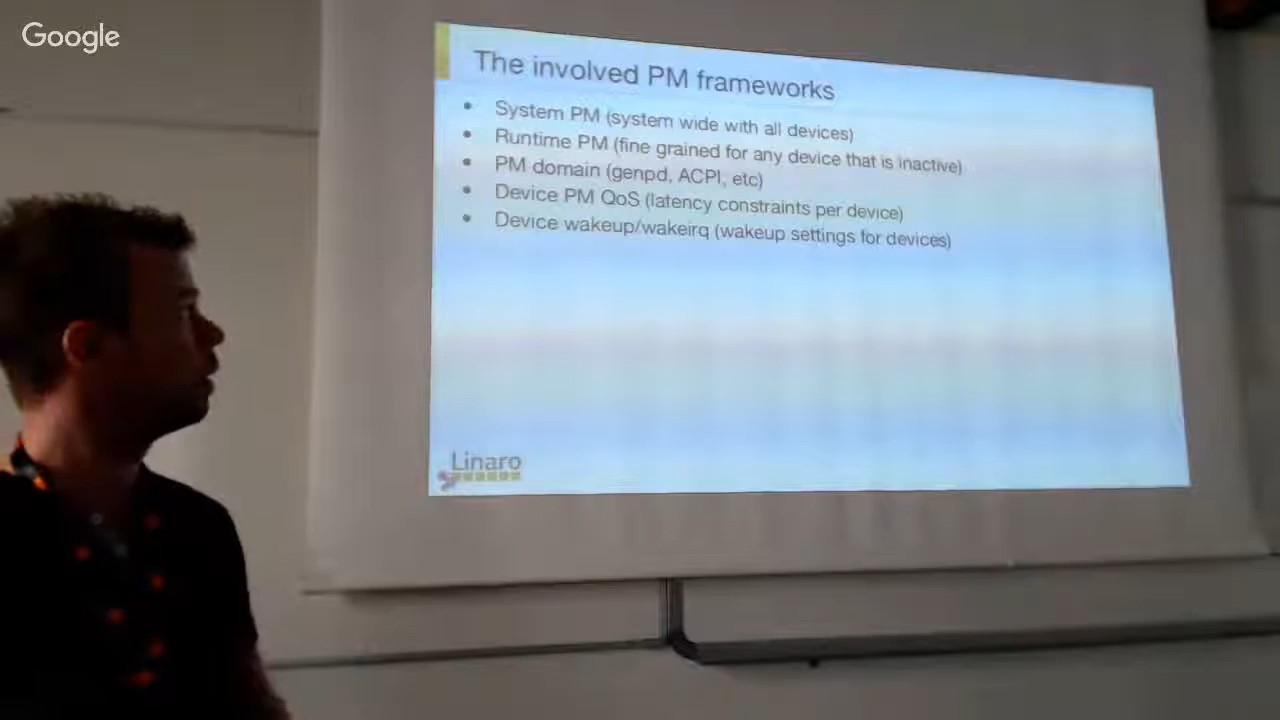 Google
The involved PM frameworks
• System PM (system wide with all devices)
• Runtime PM (fine grained for any device that is inactive)
• PM domain (genpd, ACPI, etc)
• Device PM QoS (latency constraints per device)
• Device wakeup/wakeirq (wakeup settings for devices)
Linaro